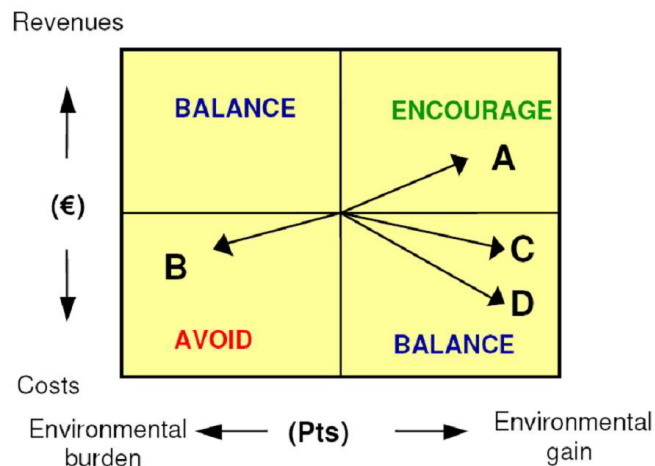 Revenues
BALANCE
ENCOURAGE
A
(€)
B
C
D
AVOID
BALANCE
Costs
Environmental
burden
(Pts)
Environmental
gain